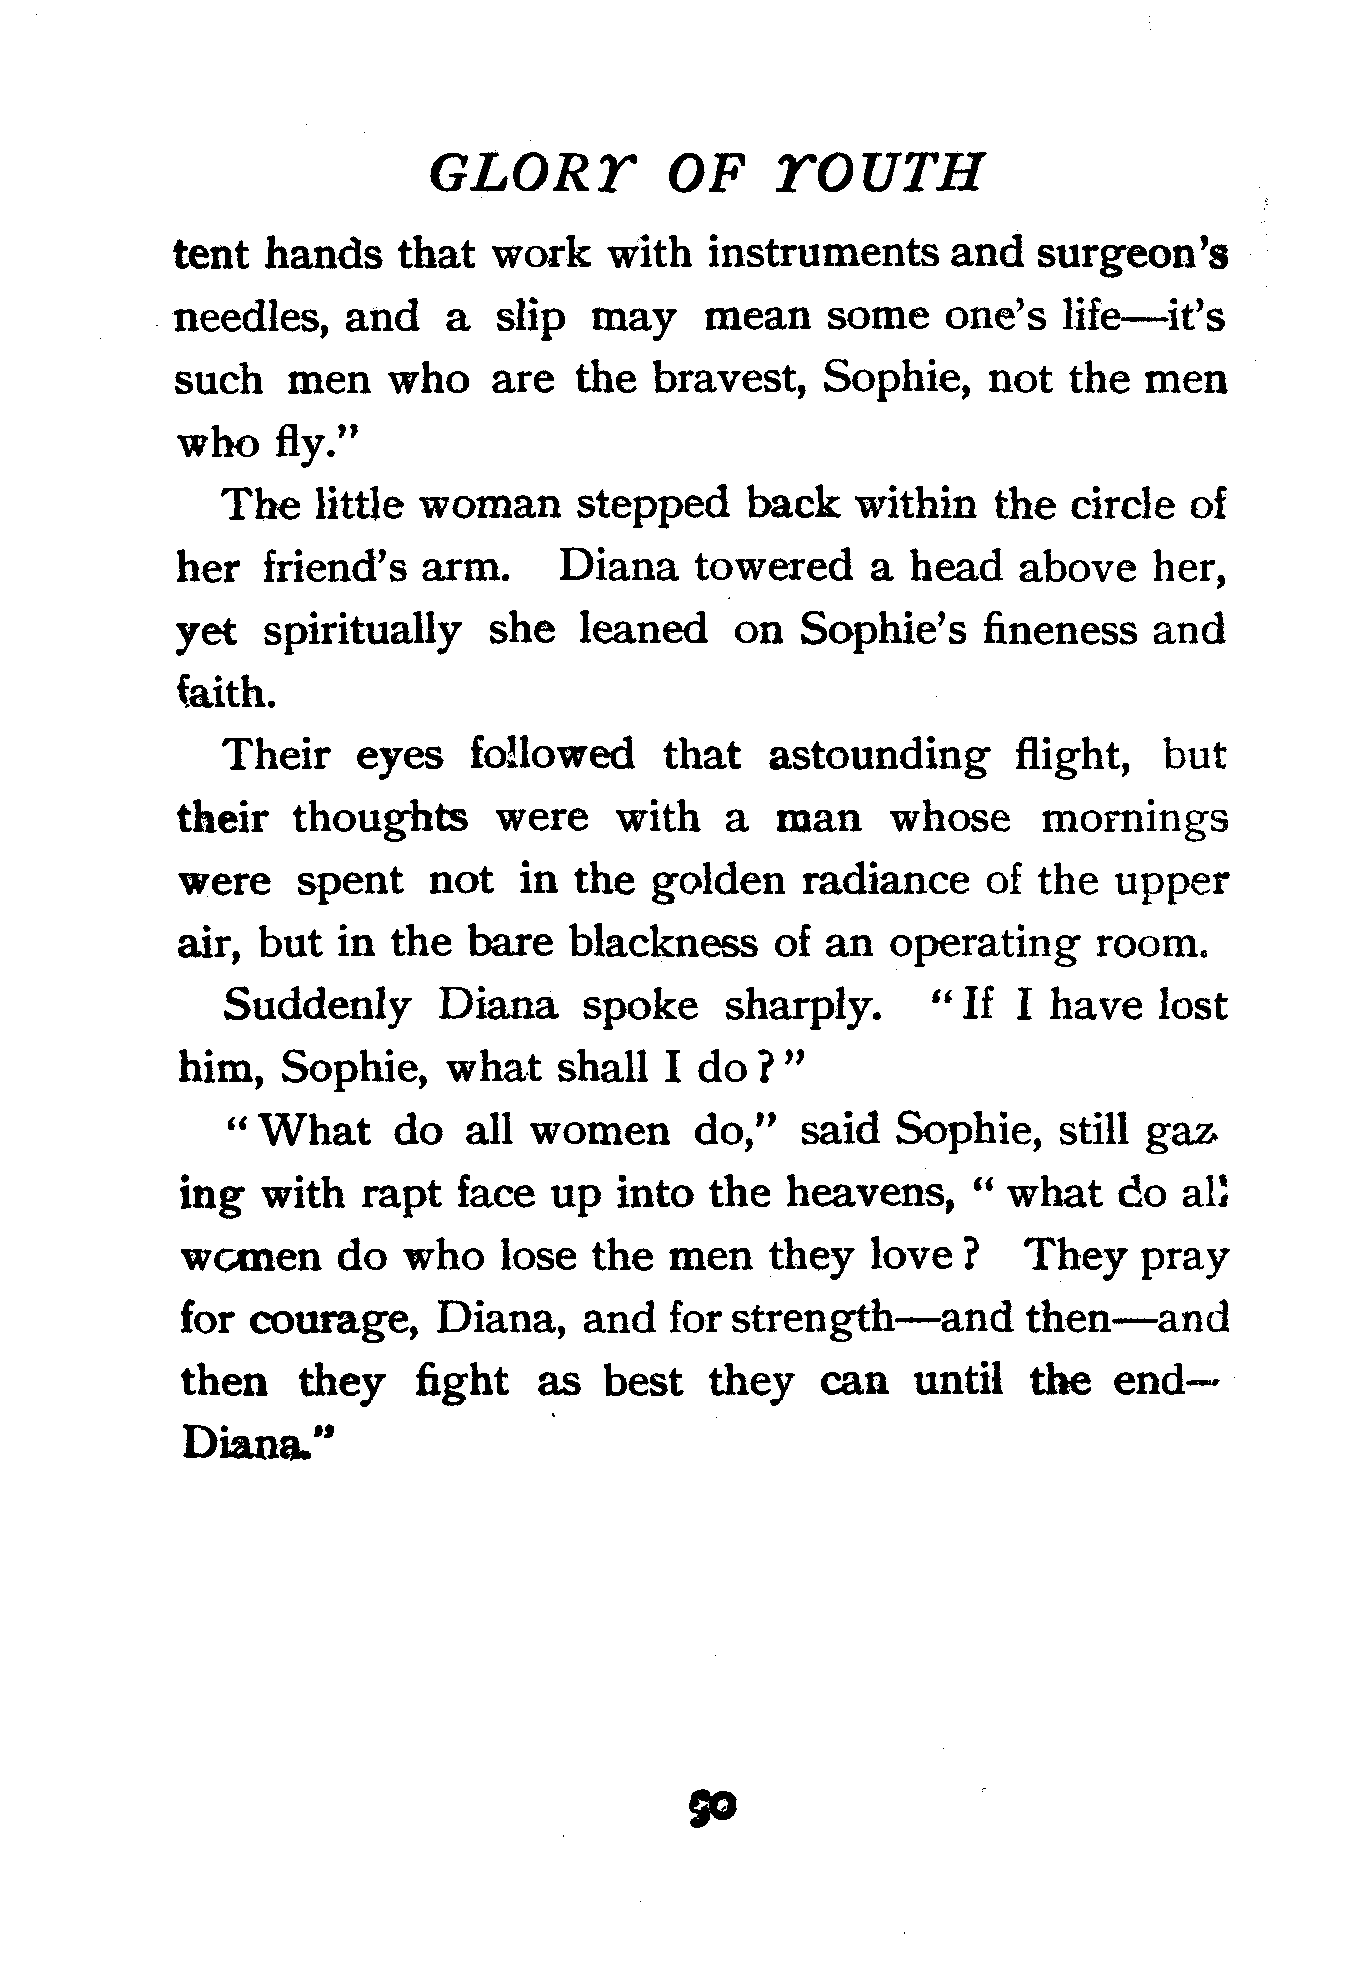 GLORY OF YOUTH
tent hands that work with instruments and surgeon's
needles, and a slip may mean some one's life—it's
such men who are the bravest, Sophie, not the men
who fly."
The little woman stepped back within the circle of
her friend's arm. Diana towered a head above her,
yet spiritually she leaned on Sophie's fineness and
faith.
Their eyes followed that astounding flight, but
their thoughts were with a man whose mornings
were spent not in the golden radiance of the upper
air, but in the bare blackness of an operating room.
Suddenly Diana spoke sharply. "If I have lost
him, Sophie, what shall I do?"
"What do all women do," said Sophie, still gaz-
ing with rapt face up into the heavens, "what do all
women do who lose the men they love? They pray
for courage, Diana, and for strength—and then—and
then they fight as best they can until the end—
Diana."
90